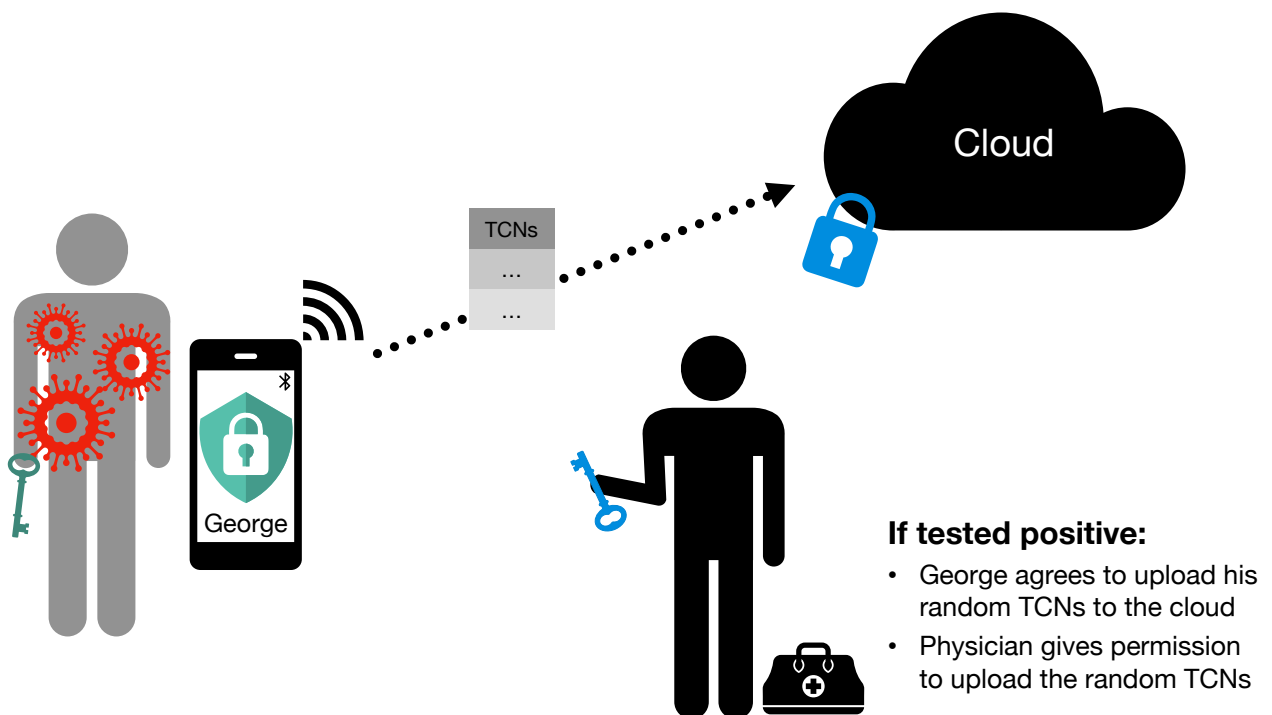 Cloud
TCNs
...
...
George
If tested positive:
• George agrees to upload his
random TCNs to the cloud
• Physician gives permission
to upload the random TCNs